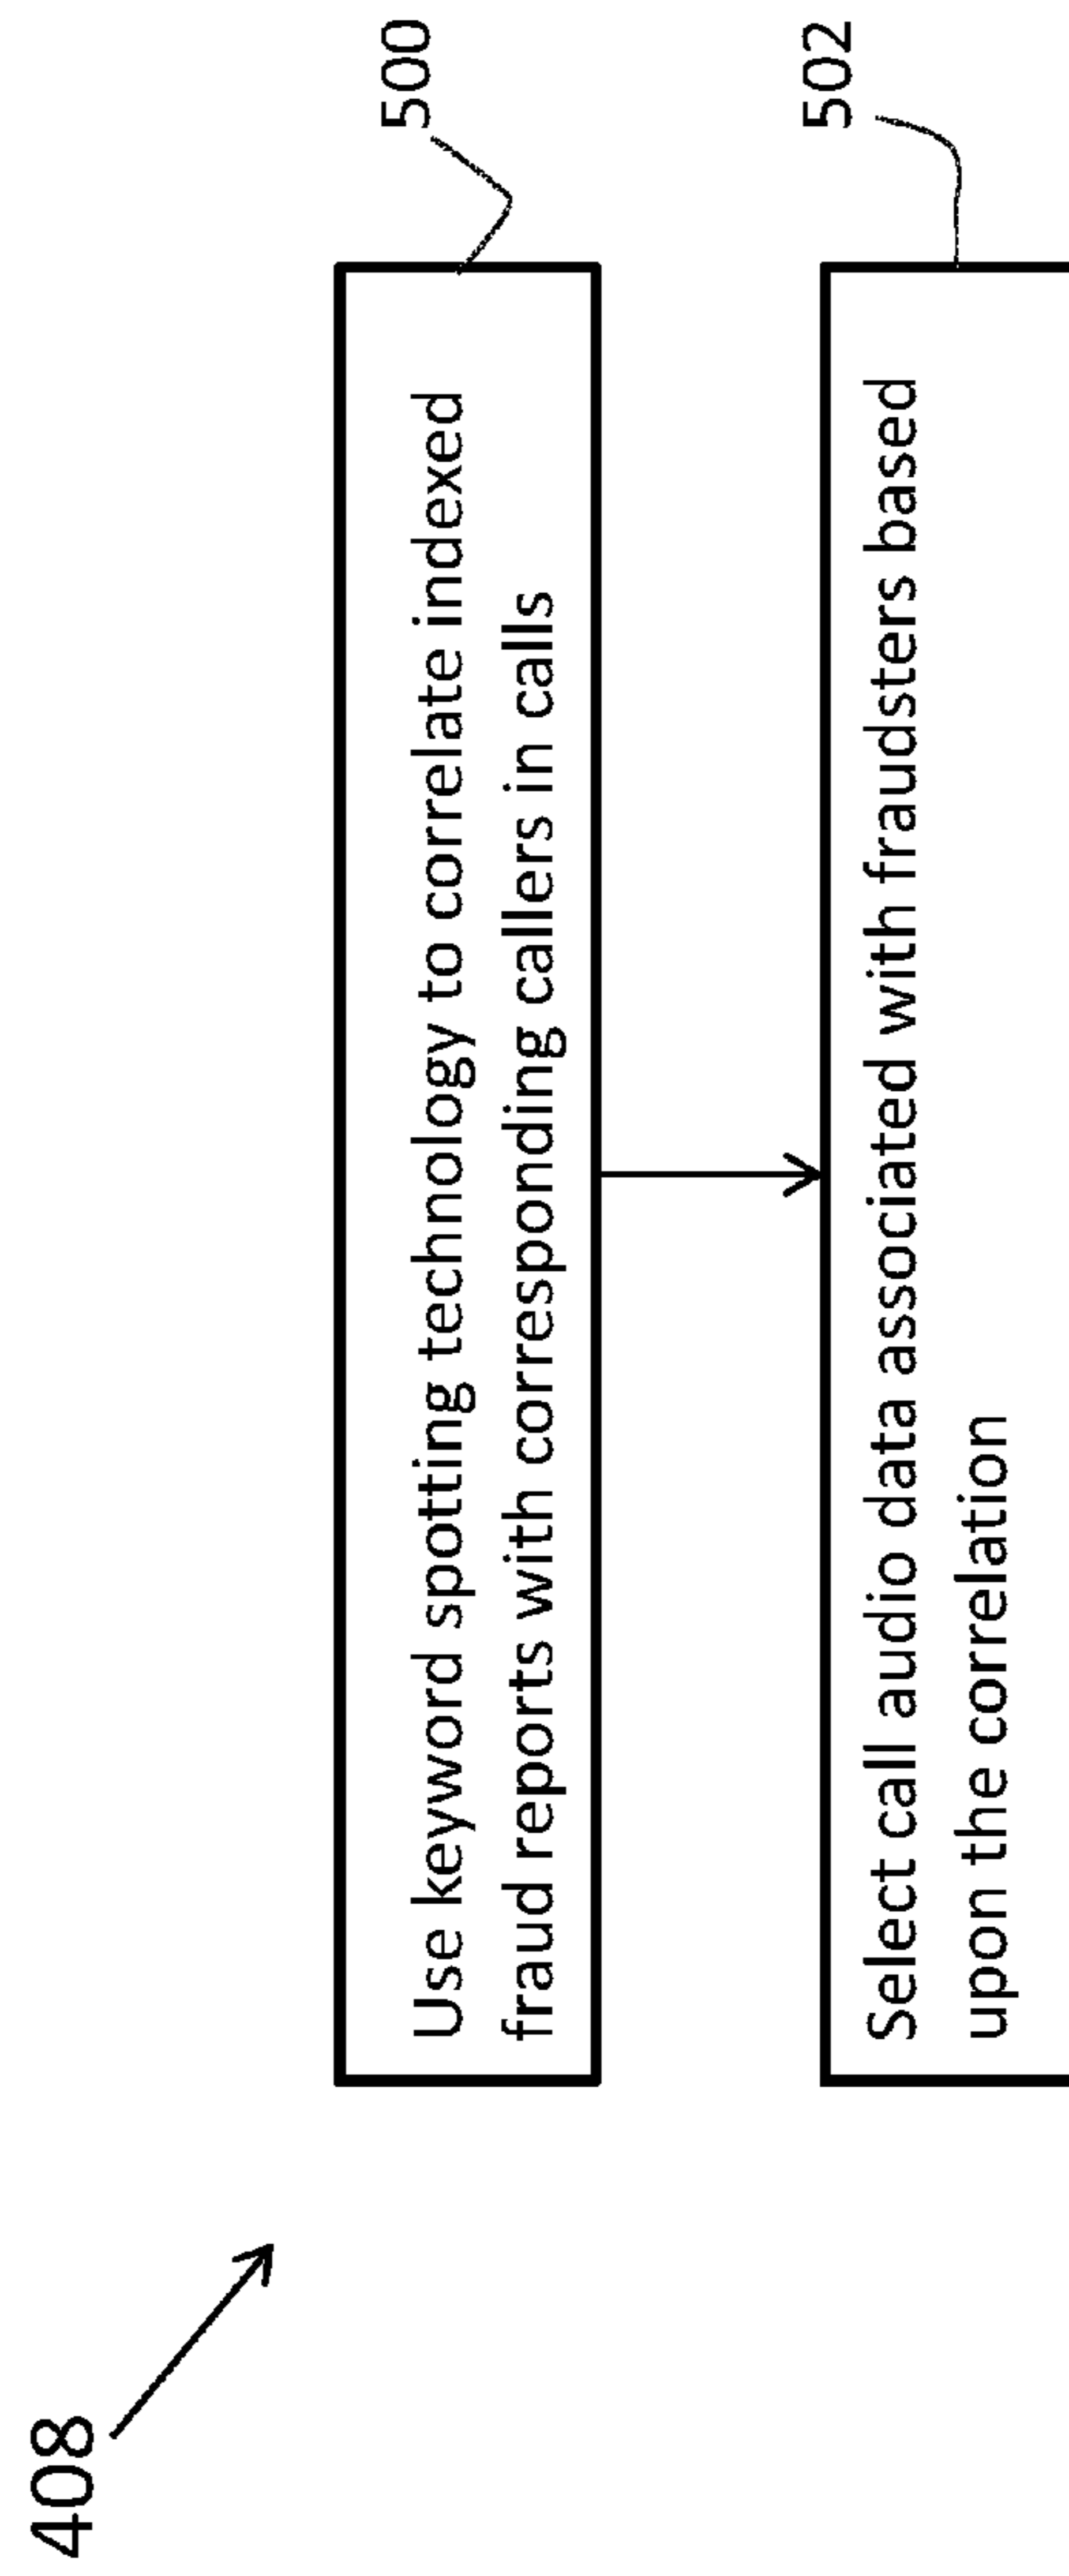 408
500
Use keyword spotting technology to correlate indexed
fraud reports with corresponding callers in calls
502
Select call audio data associated with fraudsters based
upon the correlation